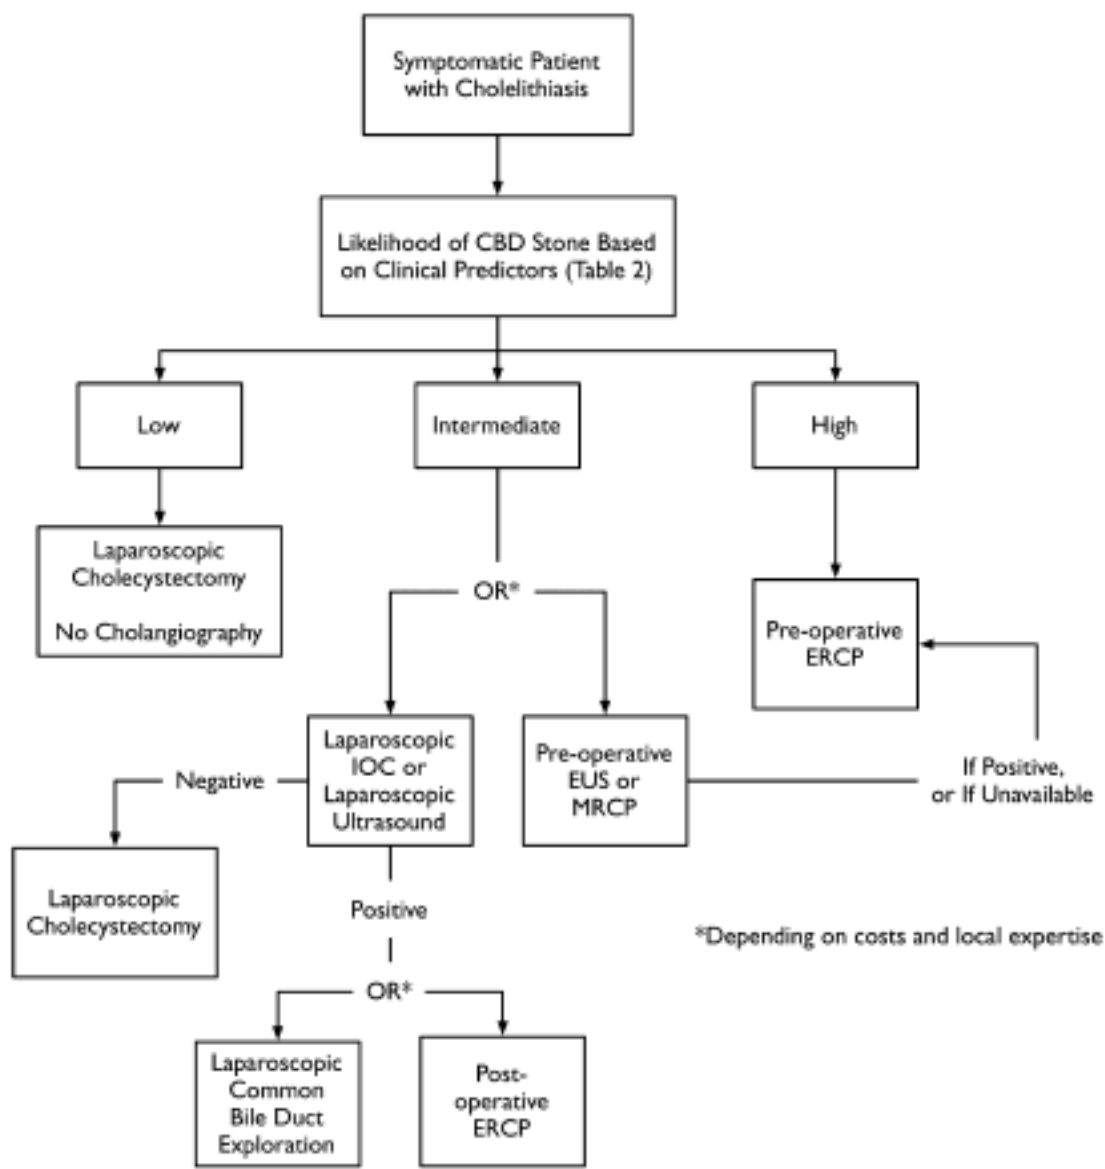 Symptomatic Patient
with Cholelithiasis
Likelihood of CBD Stone Based
on Clinical Predictors (Table 2)
Low
Intermediate
High
Laparoscopic
Cholecystectomy
No Cholangiography
OR*
Pre-operative
ERCP
Laparoscopic
IOC or
Laparoscopic
Ultrasound
Pre-operative
EUS or
MRCP
Negative
If Positive,
or If Unavailable
Laparoscopic
Cholecystectomy
Positive
*Depending on costs and local expertise
OR*
Laparoscopic
Common
Bile Duct
Exploration
Post-
operative
ERCP